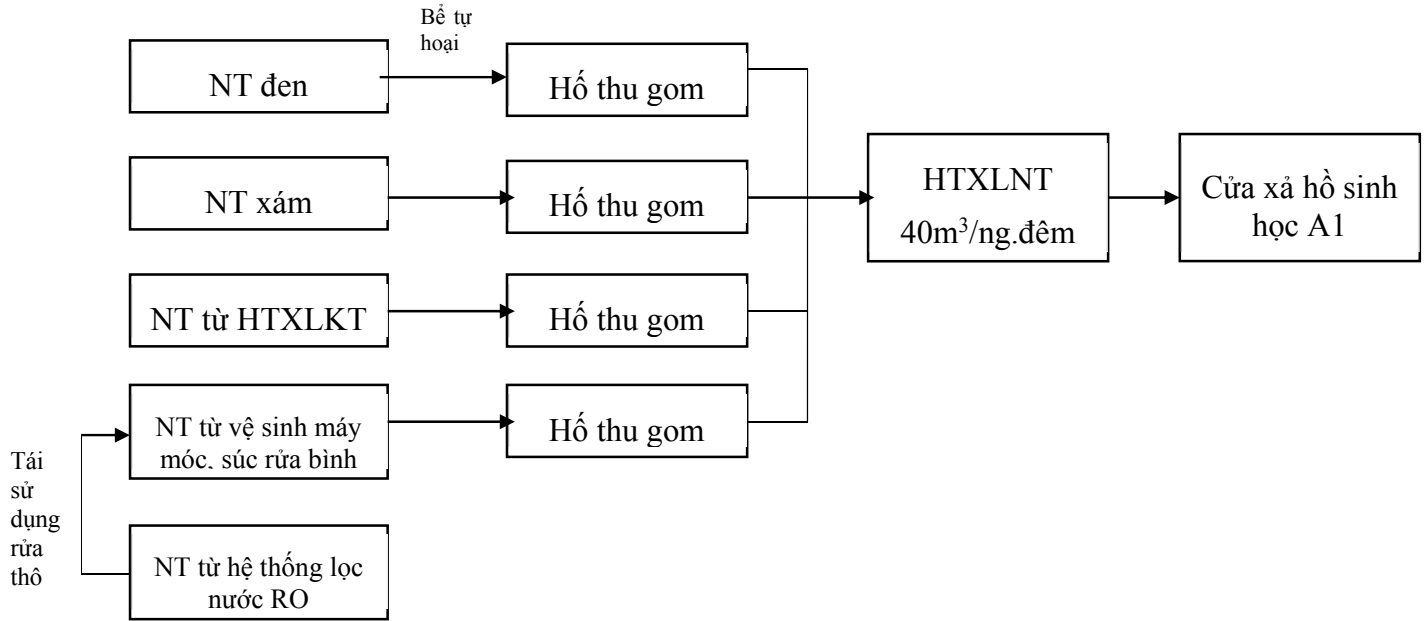 Bể tự
hoại
NT đen
Hố thu gom
NT xám
Hố thu gom
HTXLNT
40m³/ng.đêm
Cửa xả hồ sinh
học A1
NT từ HTXLKT
Hố thu gom
NT từ vệ sinh máy
móc, súc rửa bình
Hố thu gom
Tái
sử
dụng
rửa
thô
NT từ hệ thống lọc
nước RO